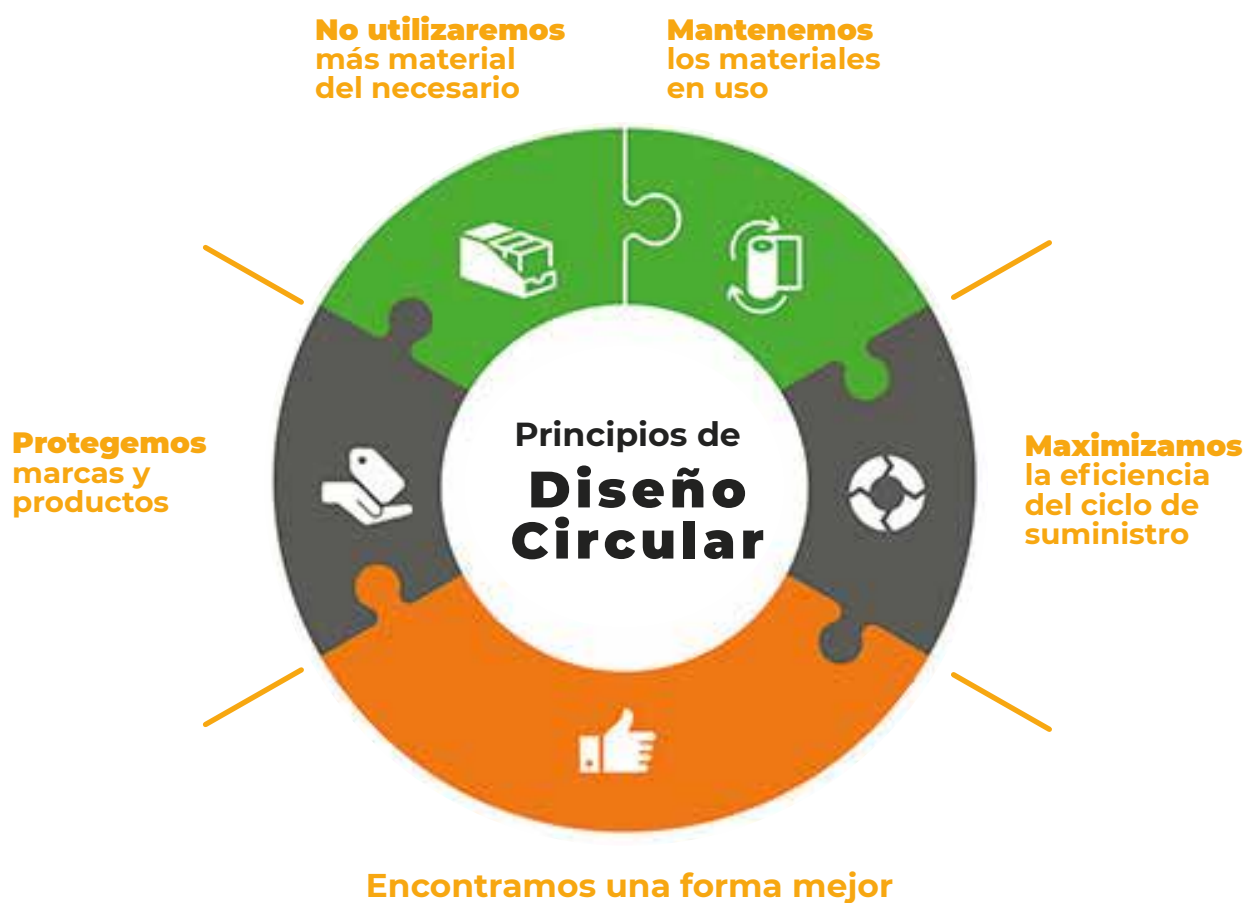 No utilizaremos
más material
del necesario
Mantenemos
los materiales
en uso
Protegemos
marcas y
productos
Principios de
Diseño
Circular
Maximizamos
la eficiencia
del ciclo de
suministro
Encontramos una forma mejor